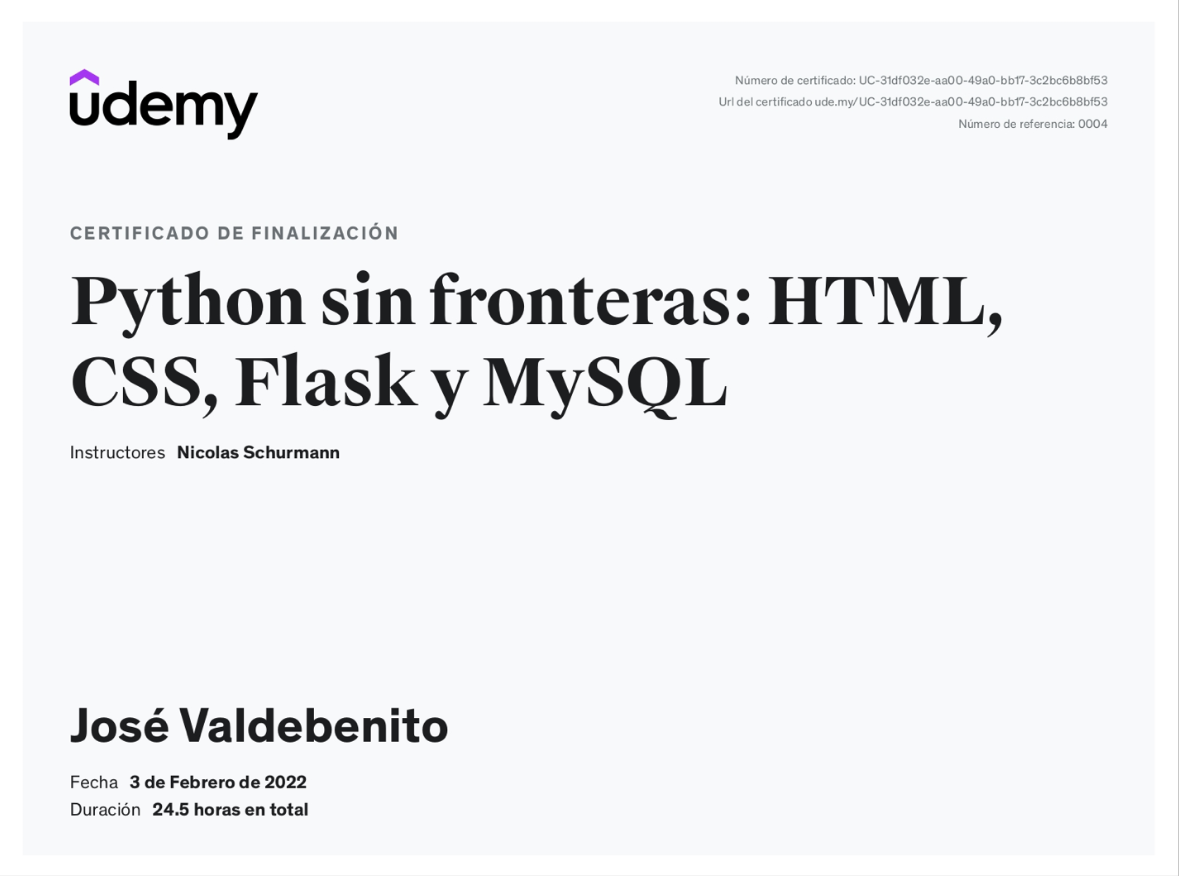 udemy
Número de certificado: UC-31df032e-aa00-49a0-bb17-3c2bc6b8bf53
Url del certificado ude.my/UC-31df032e-aa00-49a0-bb17-3c2bc6b8bf53
Número de referencia: 0004
CERTIFICADO DE FINALIZACIÓN
Python sin fronteras: HTML,
CSS, Flask y MySQL
Instructores Nicolas Schurmann
José Valdebenito
Fecha 3 de Febrero de 2022
Duración 24.5 horas en total